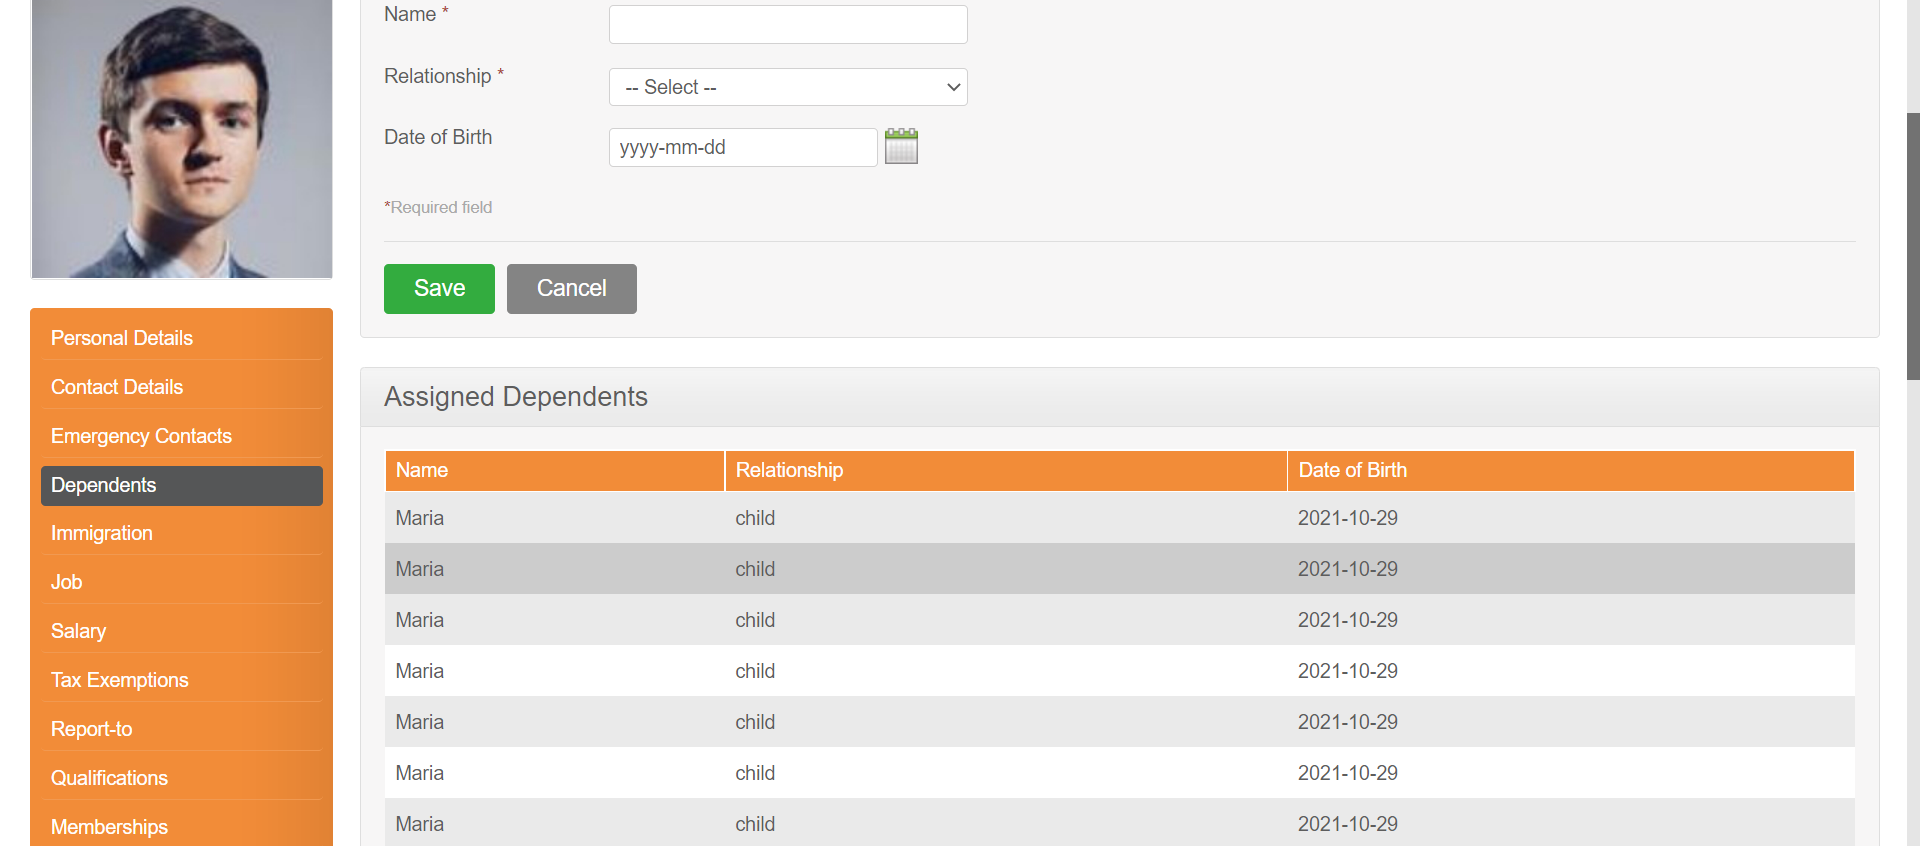 Name *
Relationship *
-- Select --
Date of Birth
yyyy-mm-dd
*Required field
Save Cancel
Personal Details
Contact Details
Emergency Contacts
Dependents
Immigration
Job
Salary
Tax Exemptions
Report-to
Qualifications
Memberships
Assigned Dependents
Name Relationship Date of Birth
Maria child 2021-10-29
Maria child 2021-10-29
Maria child 2021-10-29
Maria child 2021-10-29
Maria child 2021-10-29
Maria child 2021-10-29
Maria child 2021-10-29